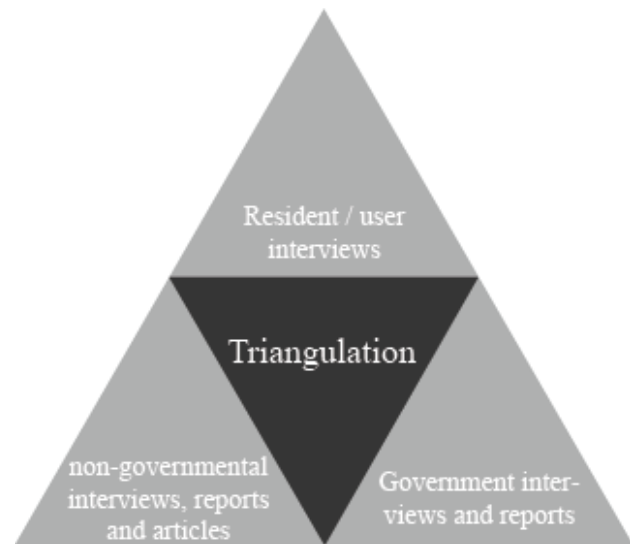 Resident / user
interviews
Triangulation
non-governmental
interviews, reports
and articles
Government inter-
views and reports